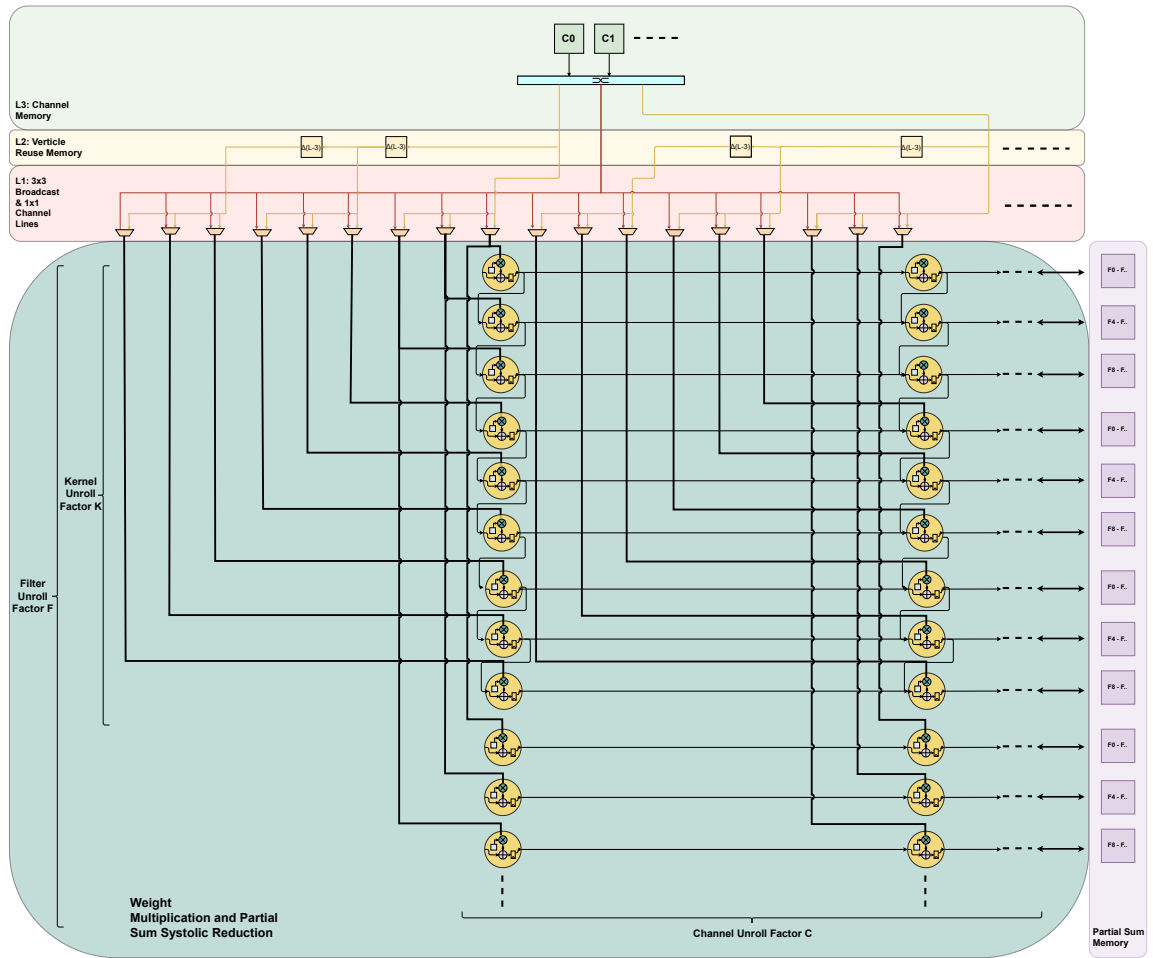 C0 C1
L3: Channel
Memory
L2: Verticle
Reuse Memory
Δ(L-3) Δ(L-3) Δ(L-3) Δ(L-3)
L1: 3x3
Broadcast
& 1x1
Channel
Lines
F0 - F..
F4 - F..
F8 - F..
F0 - F..
F4 - F..
F8 - F..
F0 - F..
F4 - F..
F8 - F..
F0 - F..
F4 - F..
F8 - F..
Kernel
Unroll
Factor K
Filter
Unroll
Factor F
Weight
Multiplication and Partial
Sum Systolic Reduction
Channel Unroll Factor C
Partial Sum
Memory